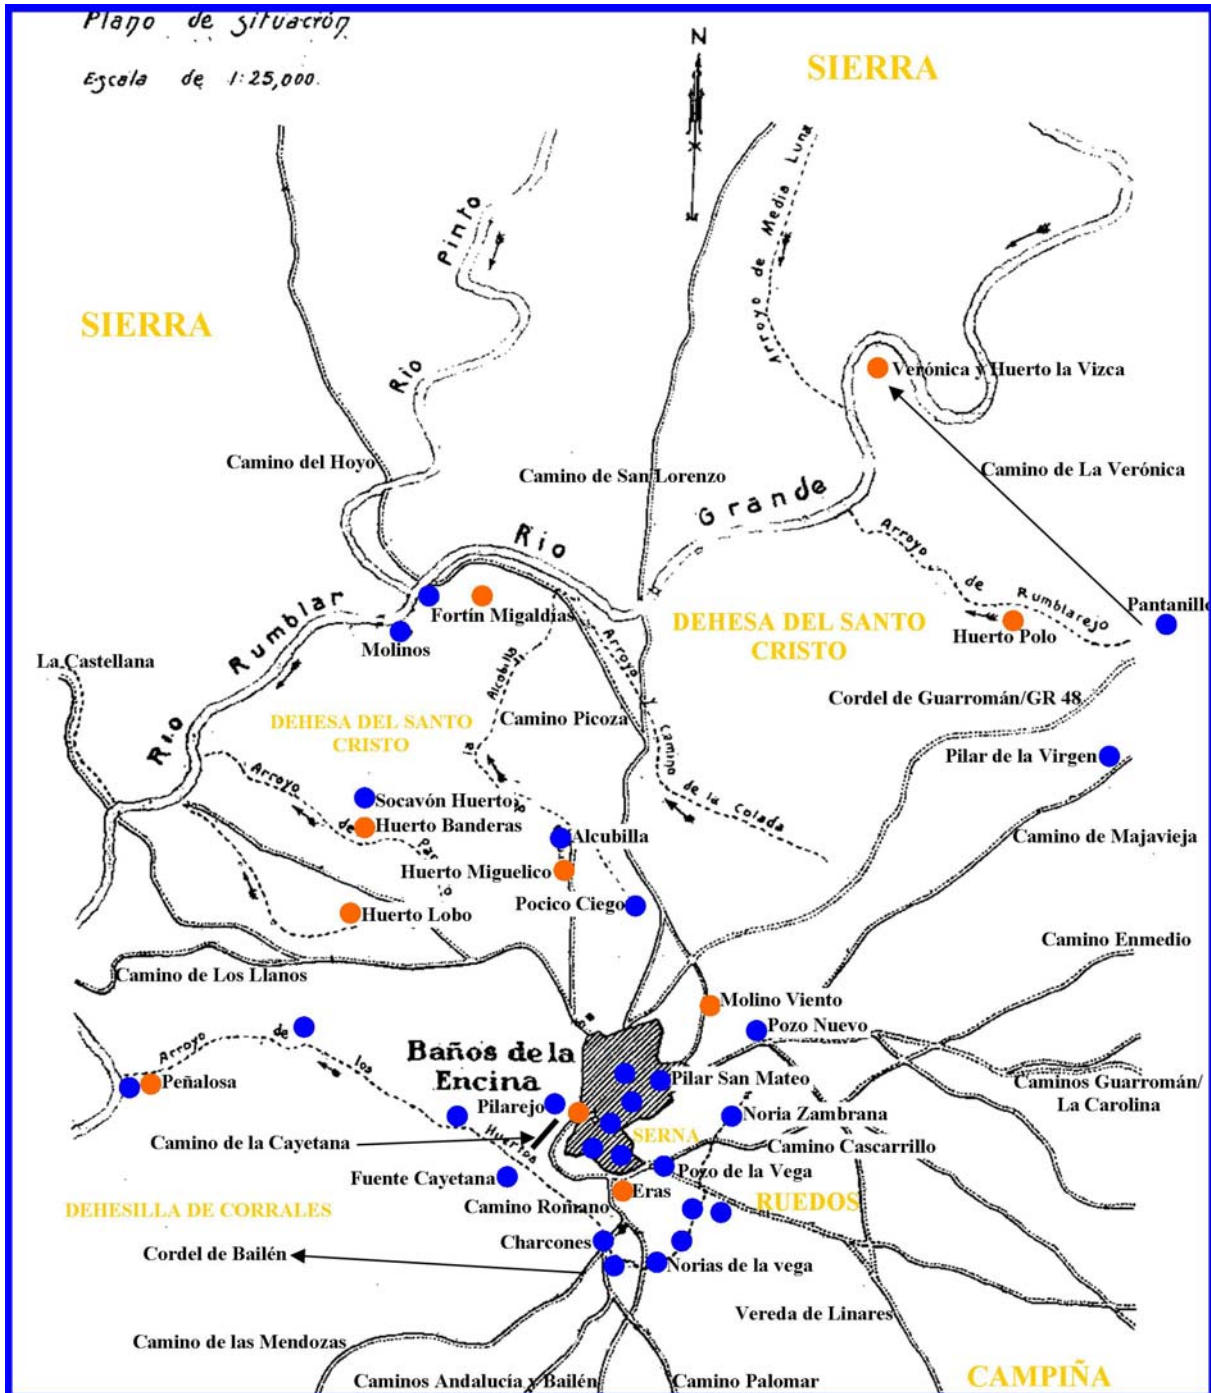 Plano de situación
Escala de 1:25,000.
N
SIERRA
Arroyo de Media Luna
Río Pinto
SIERRA
Verónica y Huerto la Vizca
Camino del Hoyo
Camino de San Lorenzo
Camino de La Verónica
Río Grande
Arroyo de Rumblarejo
Pantanillo
Fortín Migaldías
Huerto Polo
DEHESA DEL SANTO
CRISTO
Molinos
Río Rumblar
La Castellana
Cordel de Guarromán/GR 48
Arroyo camino de la Colada
Camino Picoza
DEHESA DEL SANTO
CRISTO
Pilar de la Virgen
Arroyo de
Socavón Huerto
Huerto Banderas
Camino de Majavieja
Alcubilla
Huerto Miguelico
Pocico Ciego
Huerto Lobo
Camino Enmedio
Camino de Los Llanos
Molino Viento
Pozo Nuevo
Arroyo de los Huertos
Baños de la
Encina
Peñalosa
Pilar San Mateo
Caminos Guarromán/
La Carolina
Pilarejo
Noria Zambrana
Camino de la Cayetana
SERNA
Camino Cascarrillo
Fuente Cayetana
Pozo de la Vega
Eras
RUEDOS
Camino Romano
DEHESILLA DE CORRALES
Charcones
Cordel de Bailén
Norias de la vega
Vereda de Linares
Camino de las Mendozas
Caminos Andalucía y Bailén
Camino Palomar
CAMPIÑA